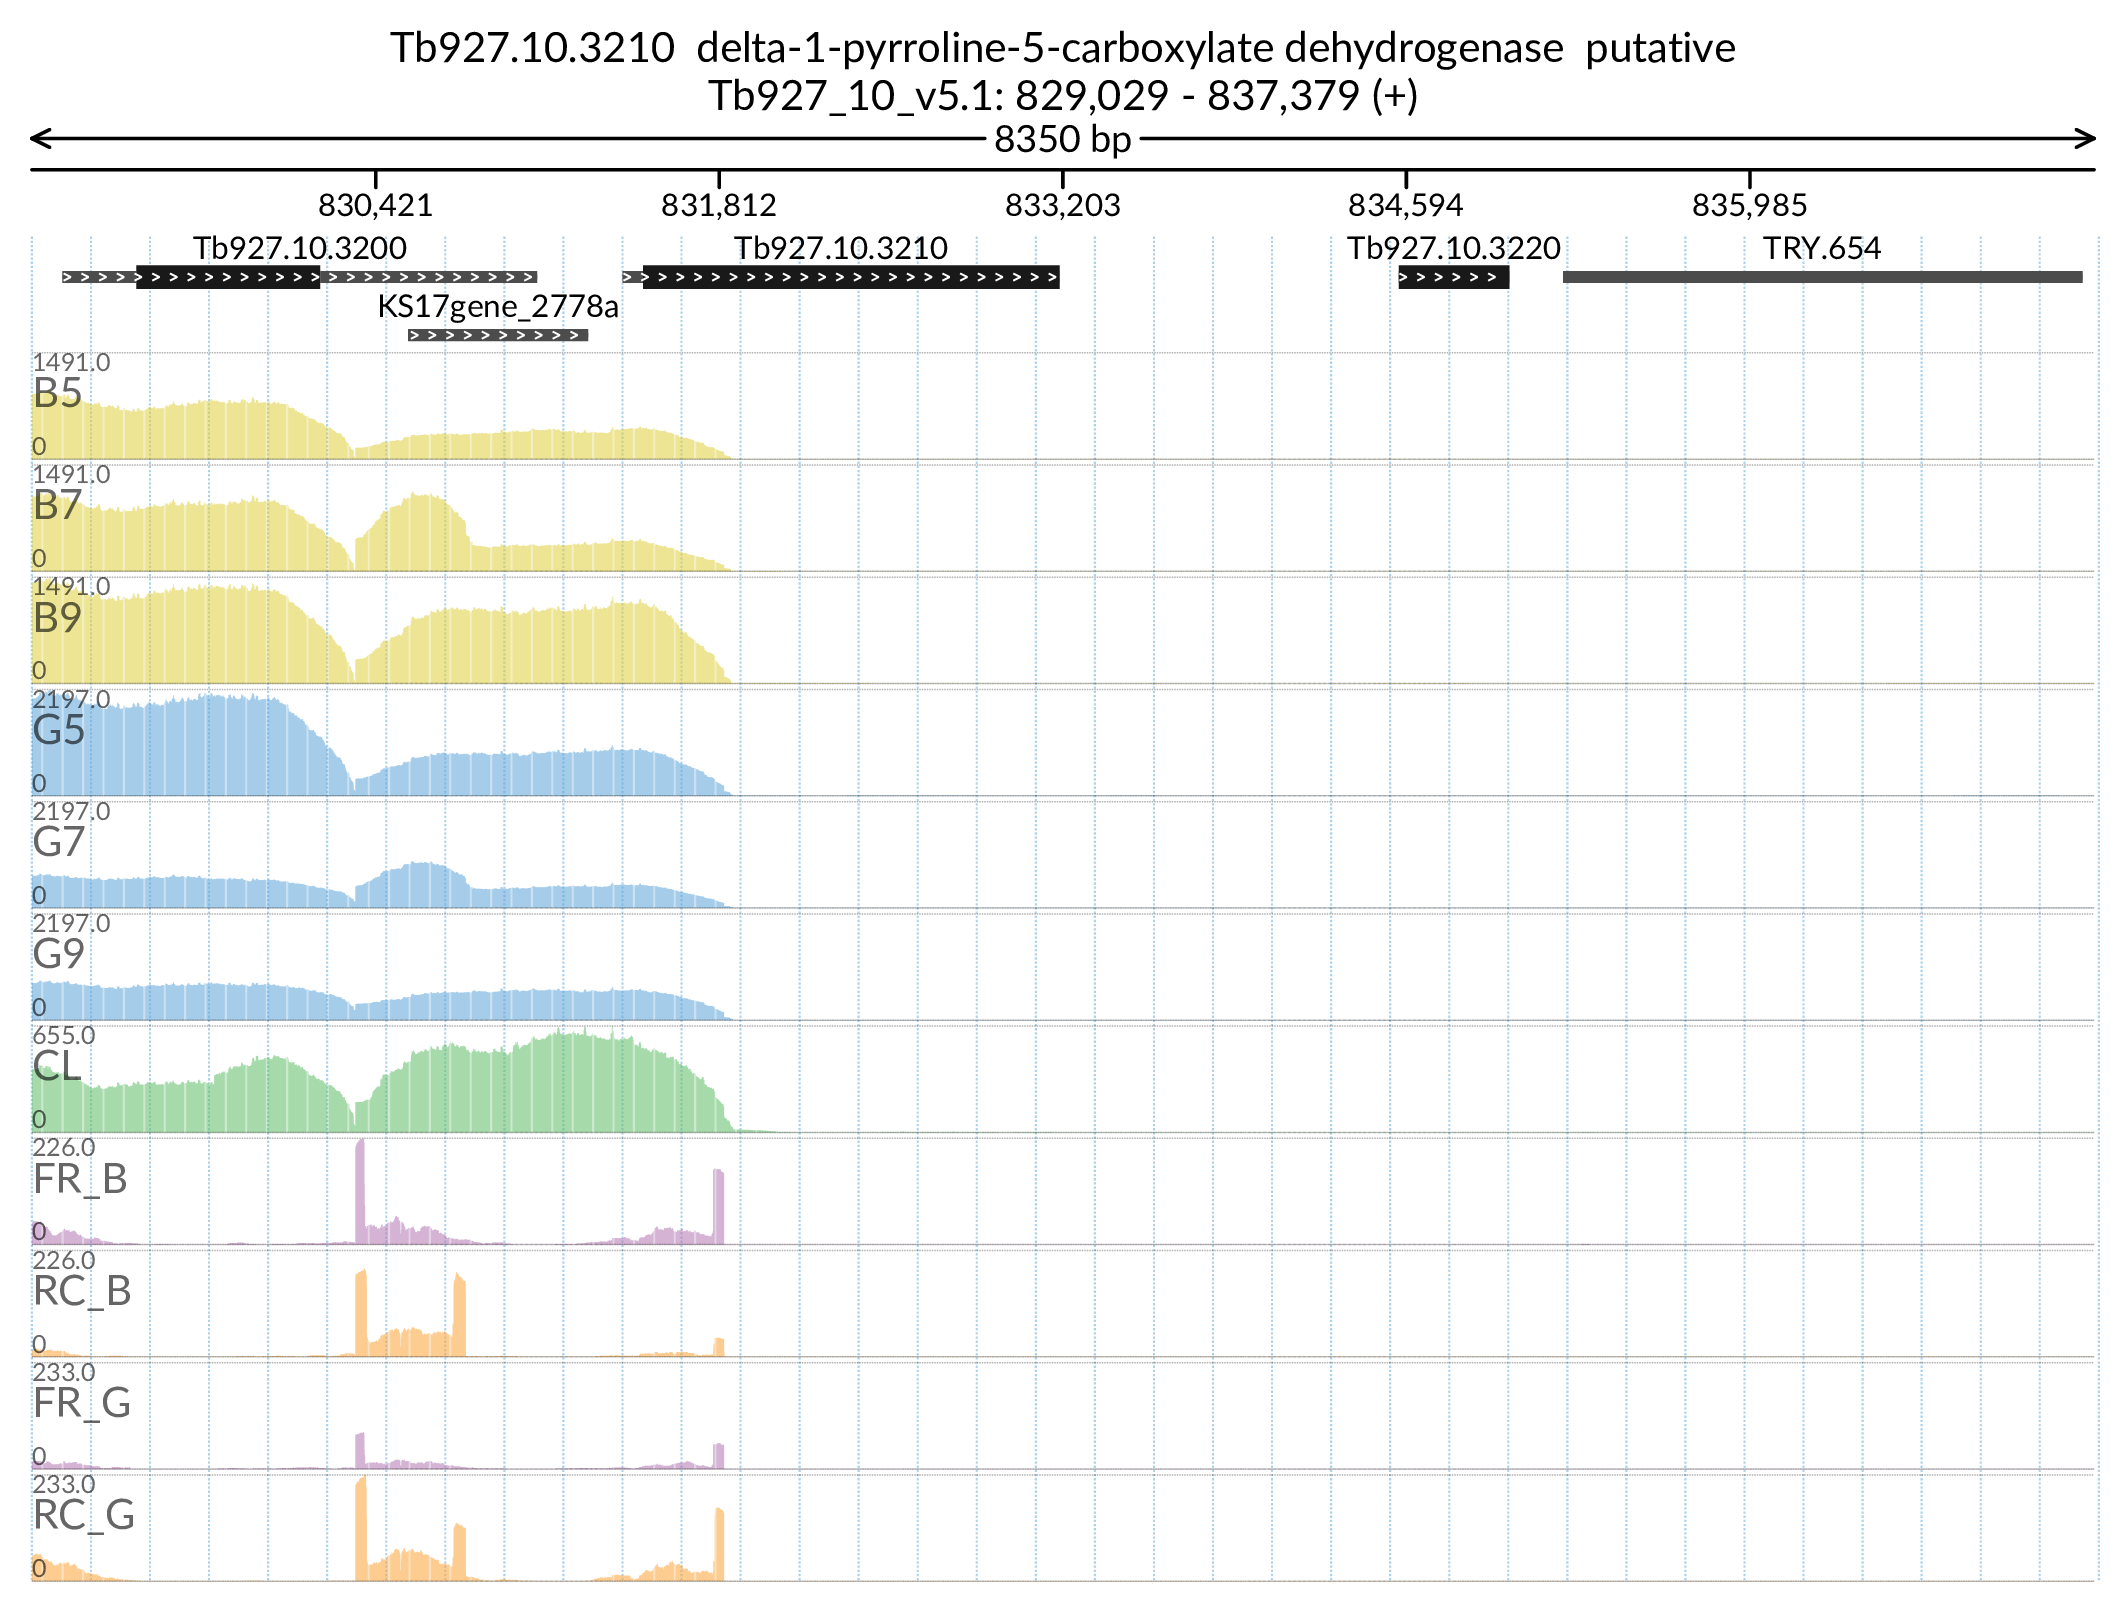 Tb927.10.3210  delta-1-pyrroline-5-carboxylate dehydrogenase  putative
Tb927_10_v5.1: 829,029 - 837,379 (+)
8350 bp
830,421 831,812 833,203 834,594 835,985
Tb927.10.3200 Tb927.10.3210 Tb927.10.3220 TRY.654
KS17gene_2778a
1491.0
B5
0
1491.0
B7
0
1491.0
B9
0
2197.0
G5
0
2197.0
G7
0
2197.0
G9
0
655.0
CL
0
226.0
FR_B
0
226.0
RC_B
0
233.0
FR_G
0
233.0
RC_G
0